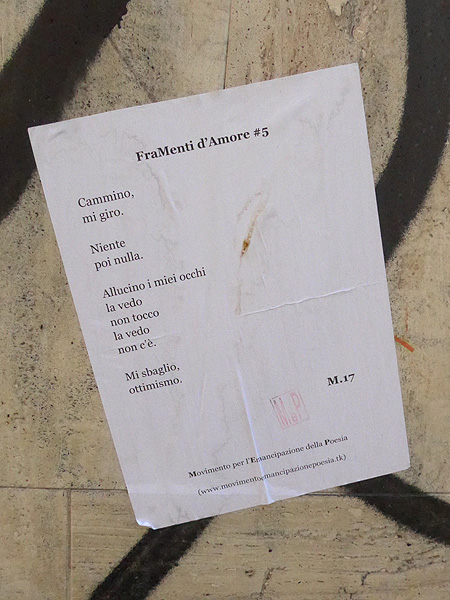 FraMenti d'Amore #5
Cammino,
mi giro.
Niente
poi nulla.
Allucino i miei occhi
la vedo
non tocco
la vedo
non c'è.
Mi sbaglio,
ottimismo.
M.17
MeP
Movimento per l'Emancipazione della Poesia
(www.movimentoemancipazionepoesia.tk)